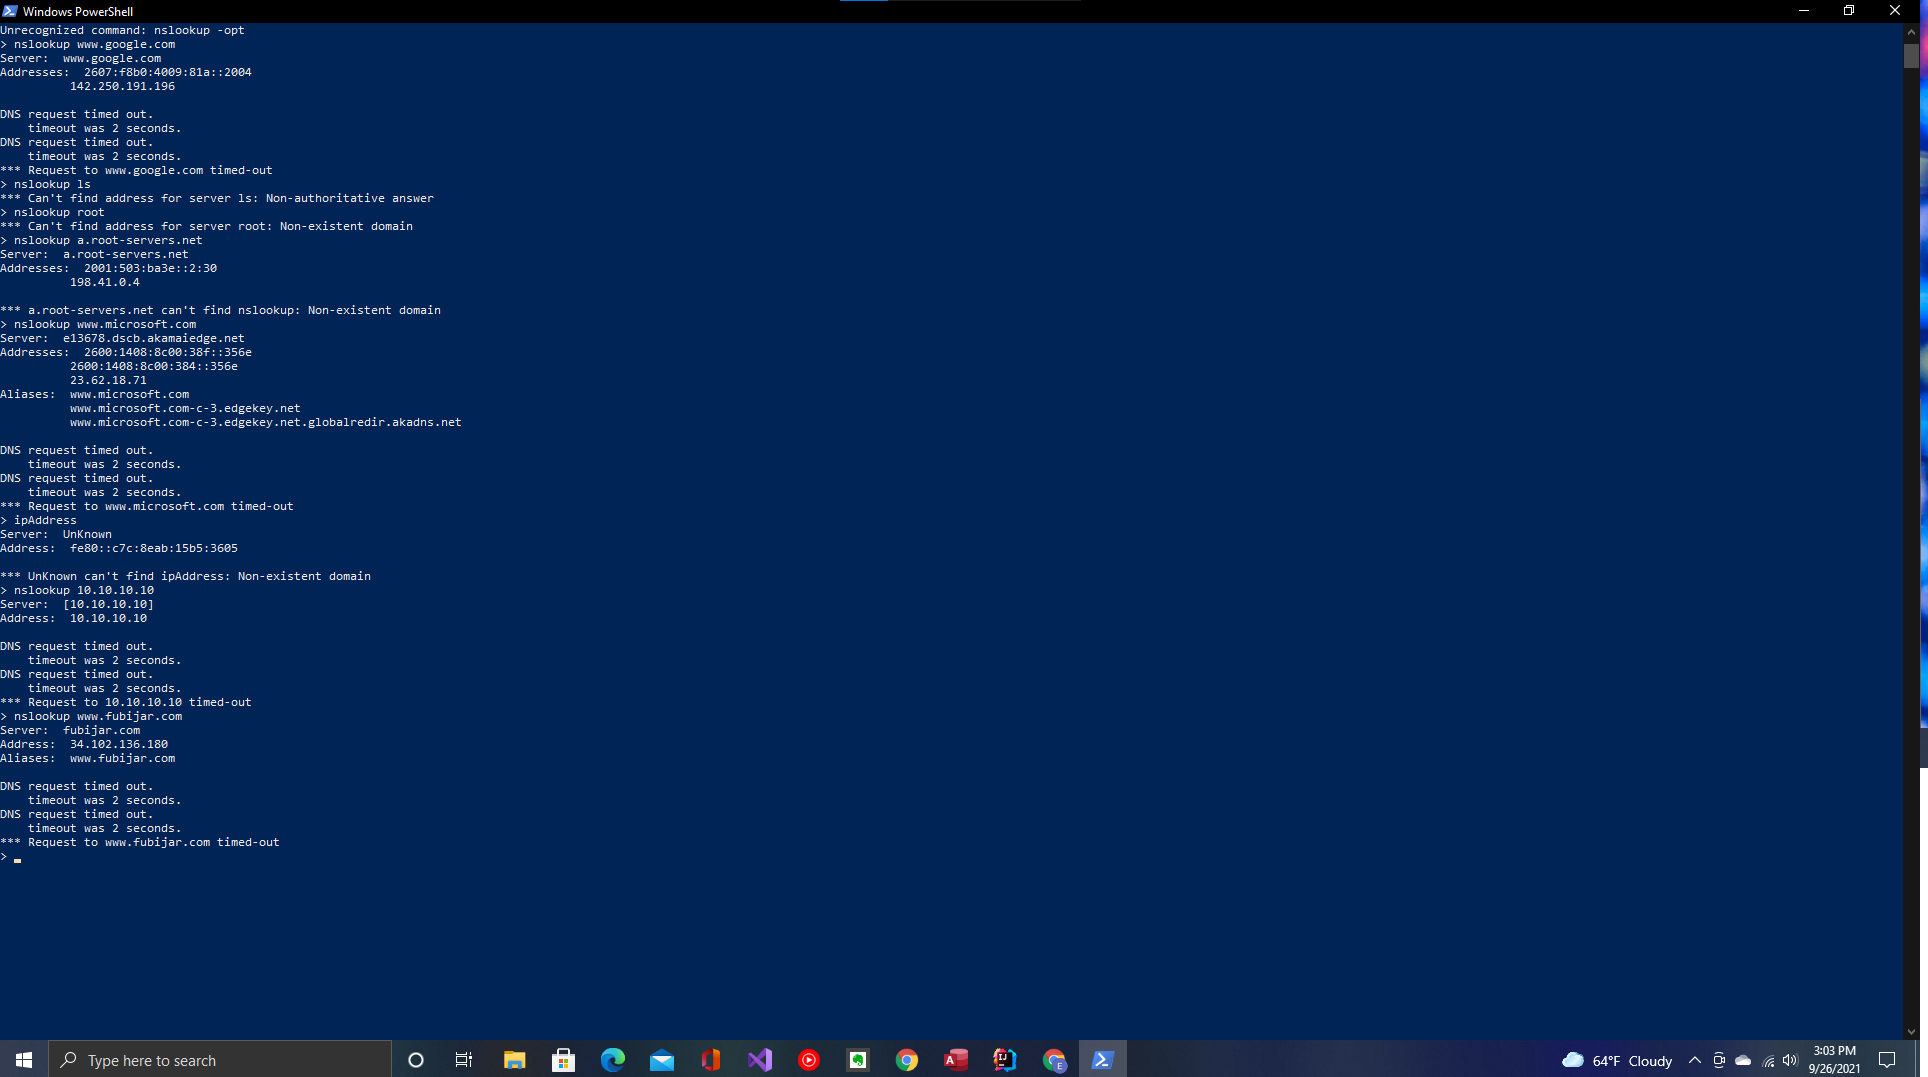 Windows PowerShell
Unrecognized command: nslookup -opt
> nslookup www.google.com
Server:  www.google.com
Addresses:  2607:f8b0:4009:81a::2004
          142.250.191.196

DNS request timed out.
    timeout was 2 seconds.
DNS request timed out.
    timeout was 2 seconds.
*** Request to www.google.com timed-out
> nslookup ls
*** Can't find address for server ls: Non-authoritative answer
> nslookup root
*** Can't find address for server root: Non-existent domain
> nslookup a.root-servers.net
Server:  a.root-servers.net
Addresses:  2001:503:ba3e::2:30
          198.41.0.4

*** a.root-servers.net can't find nslookup: Non-existent domain
> nslookup www.microsoft.com
Server:  e13678.dscb.akamaiedge.net
Addresses:  2600:1408:8c00:38f::356e
          2600:1408:8c00:384::356e
          23.62.18.71
Aliases:  www.microsoft.com
          www.microsoft.com-c-3.edgekey.net
          www.microsoft.com-c-3.edgekey.net.globalredir.akadns.net

DNS request timed out.
    timeout was 2 seconds.
DNS request timed out.
    timeout was 2 seconds.
*** Request to www.microsoft.com timed-out
> ipAddress
Server:  UnKnown
Address:  fe80::c7c:8eab:15b5:3605

*** UnKnown can't find ipAddress: Non-existent domain
> nslookup 10.10.10.10
Server:  [10.10.10.10]
Address:  10.10.10.10

DNS request timed out.
    timeout was 2 seconds.
DNS request timed out.
    timeout was 2 seconds.
*** Request to 10.10.10.10 timed-out
> nslookup www.fubijar.com
Server:  fubijar.com
Address:  34.102.136.180
Aliases:  www.fubijar.com

DNS request timed out.
    timeout was 2 seconds.
DNS request timed out.
    timeout was 2 seconds.
*** Request to www.fubijar.com timed-out
> _
Type here to search
64°F Cloudy
3:03 PM
9/26/2021